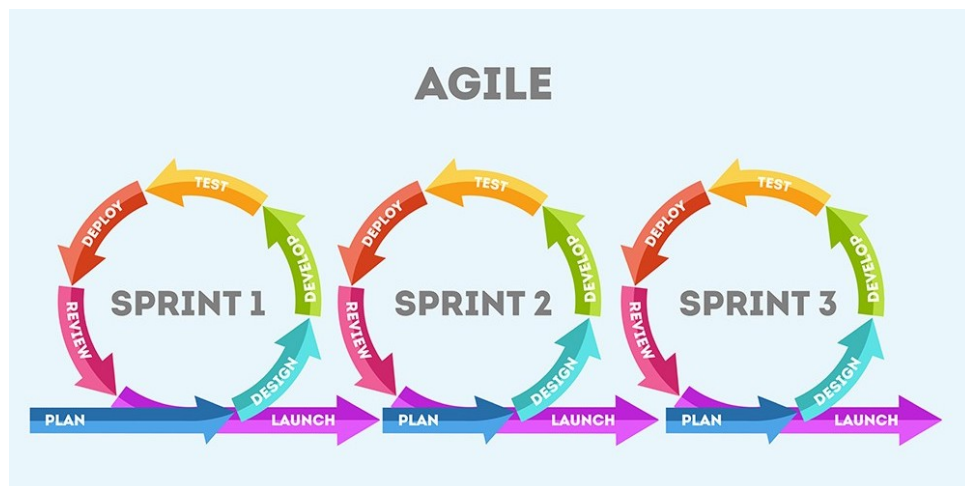 AGILE
SPRINT 1
PLAN
DESIGN
DEVELOP
TEST
DEPLOY
REVIEW
LAUNCH
SPRINT 2
PLAN
DESIGN
DEVELOP
TEST
DEPLOY
REVIEW
LAUNCH
SPRINT 3
PLAN
DESIGN
DEVELOP
TEST
DEPLOY
REVIEW
LAUNCH